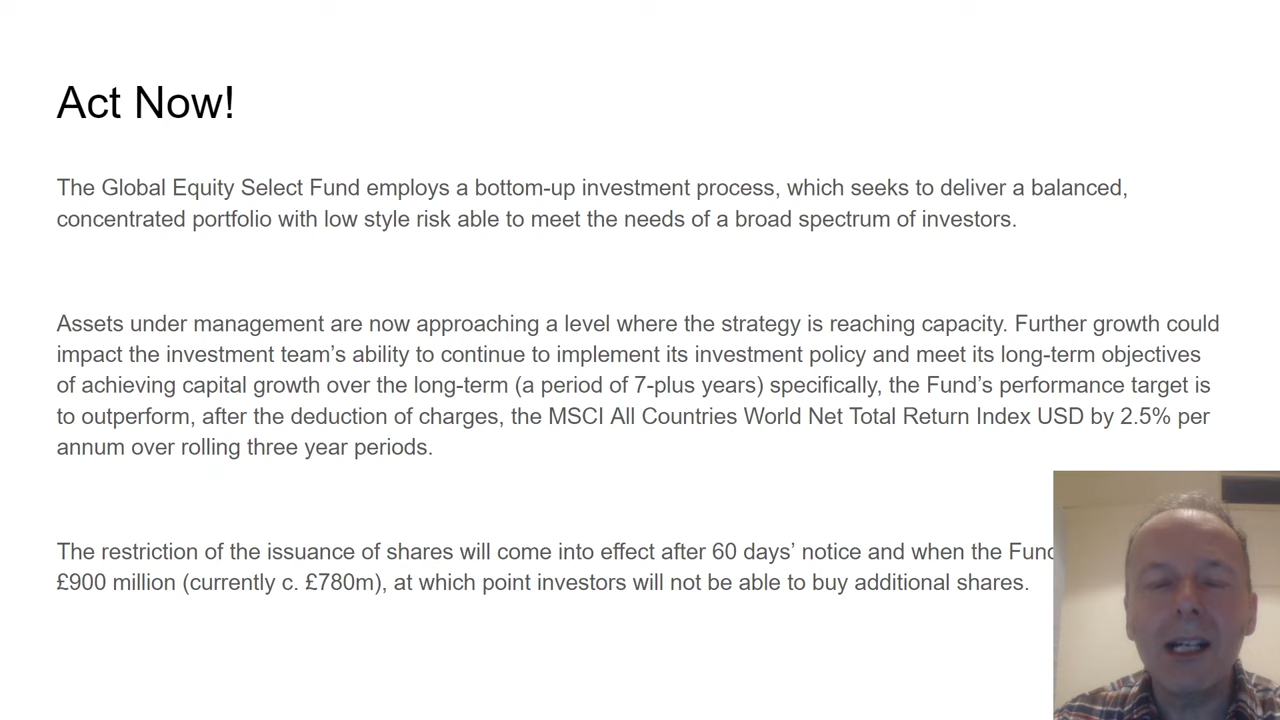 Act Now!
The Global Equity Select Fund employs a bottom-up investment process, which seeks to deliver a balanced,
concentrated portfolio with low style risk able to meet the needs of a broad spectrum of investors.
Assets under management are now approaching a level where the strategy is reaching capacity. Further growth could
impact the investment team’s ability to continue to implement its investment policy and meet its long-term objectives
of achieving capital growth over the long-term (a period of 7-plus years) specifically, the Fund’s performance target is
to outperform, after the deduction of charges, the MSCI All Countries World Net Total Return Index USD by 2.5% per
annum over rolling three year periods.
The restriction of the issuance of shares will come into effect after 60 days’ notice and when the
£900 million (currently c. £780m), at which point investors will not be able to buy additional shares.